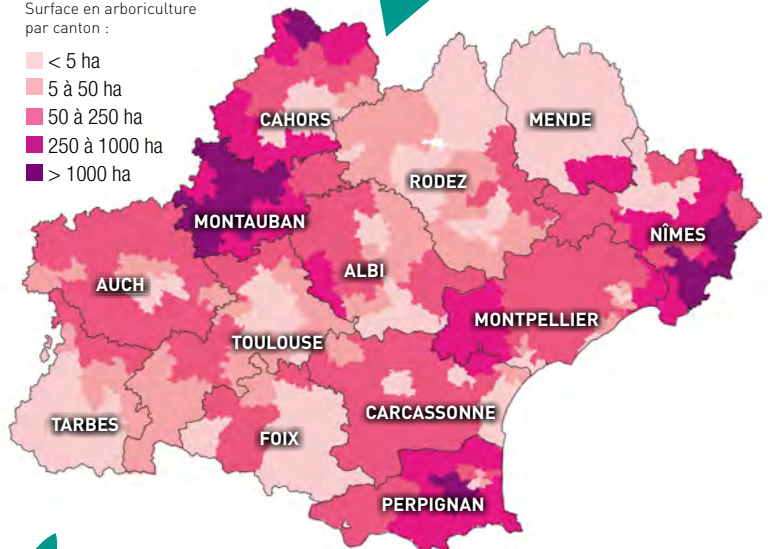 Surface en arboriculture
par canton :
< 5 ha
5 à 50 ha
50 à 250 ha
250 à 1000 ha
> 1000 ha
CAHORS
MENDE
RODEZ
MONTAUBAN
NÎMES
ALBI
AUCH
MONTPELLIER
TOULOUSE
CARCASSONNE
TARBES
FOIX
PERPIGNAN